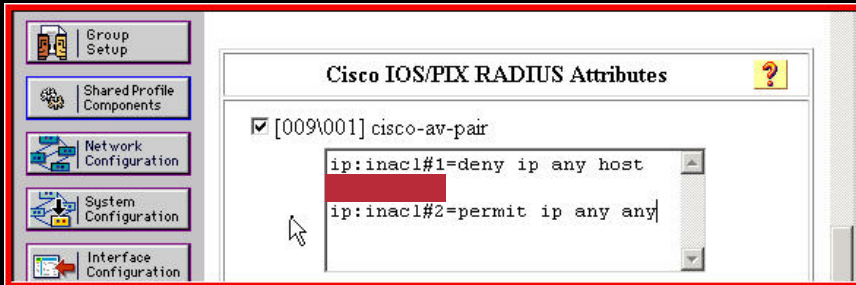 Group
Setup
Shared Profile
Components
Network
Configuration
System
Configuration
Interface
Configuration
Cisco IOS/PIX RADIUS Attributes
?
[009\001] cisco-av-pair
ip:inacl#1=deny ip any host
ip:inacl#2=permit ip any any